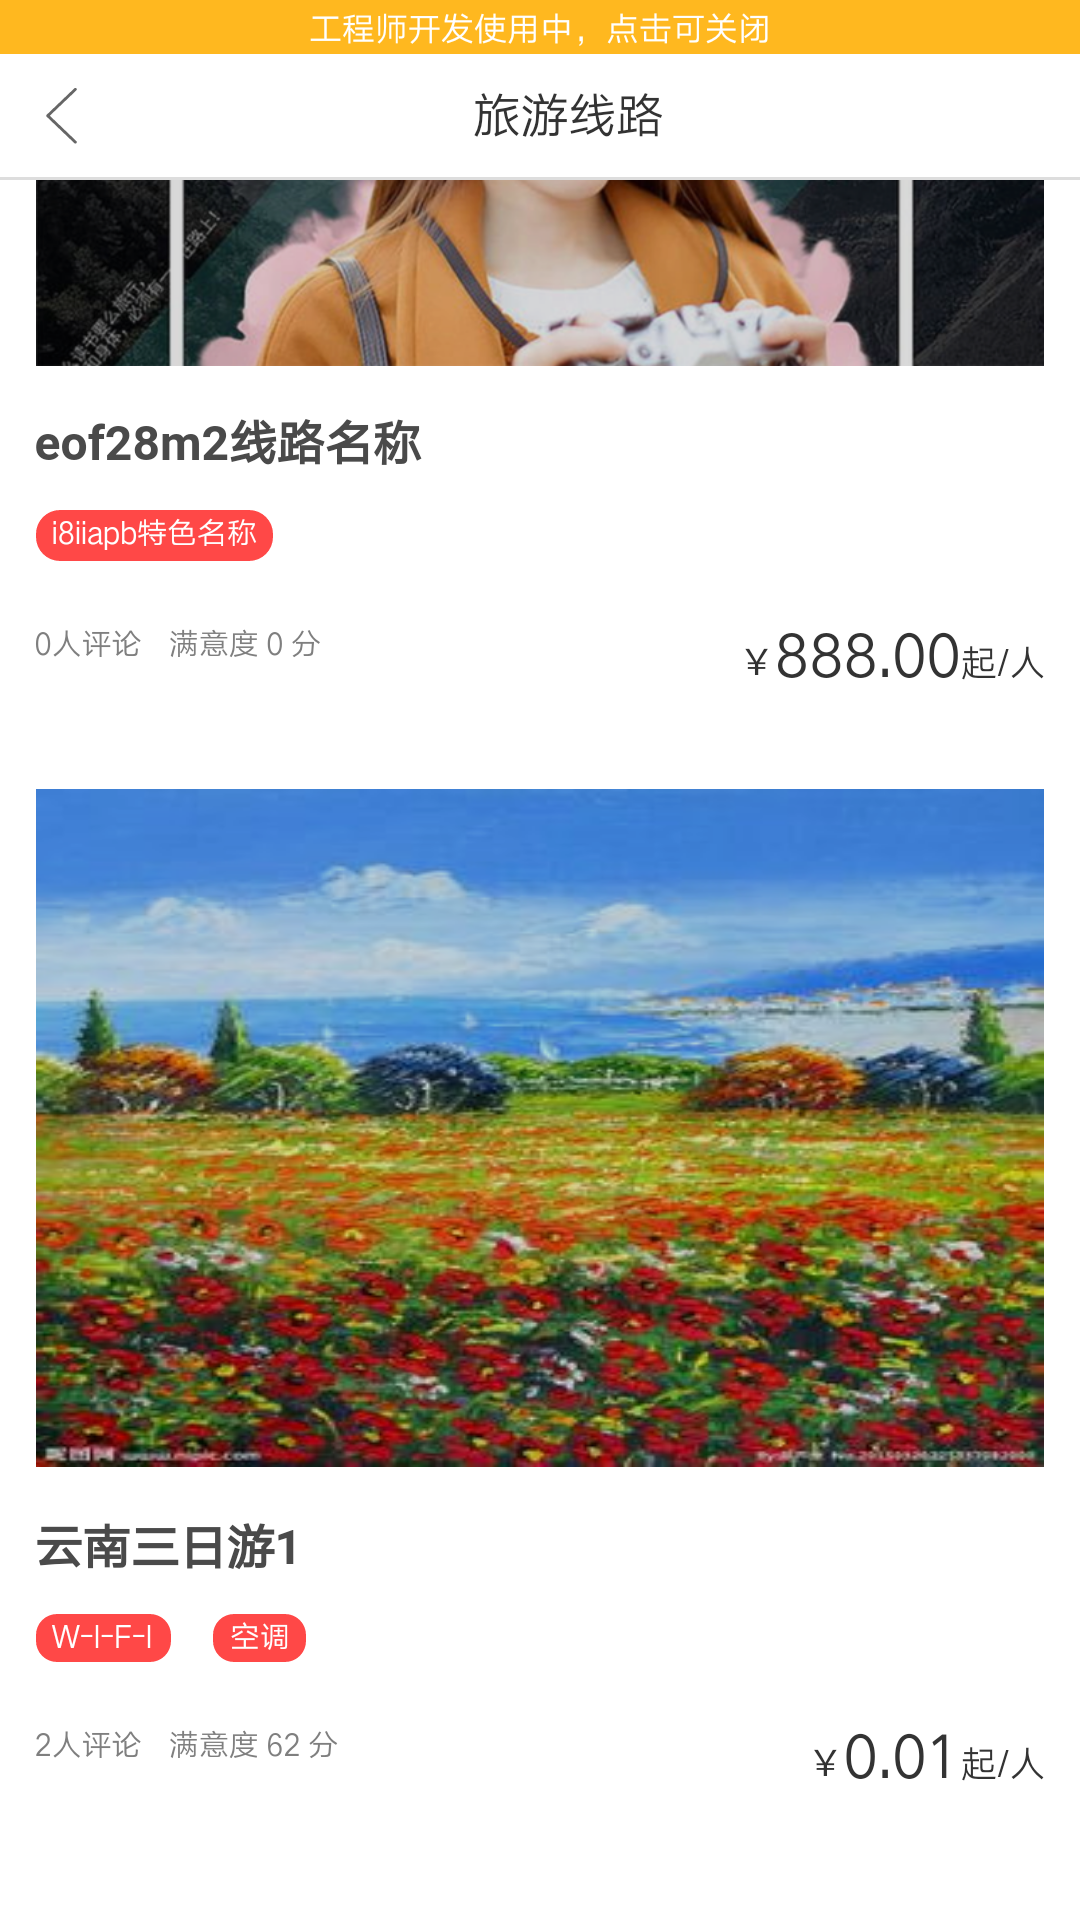 工程师开发使用中，点击可关闭
旅游线路
在路上！
eof28m2线路名称
i8iiapb特色名称
0人评论 满意度 0 分
¥888.00起/人
云南三日游1
W-I-F-I 空调
2人评论 满意度 62 分
¥0.01起/人